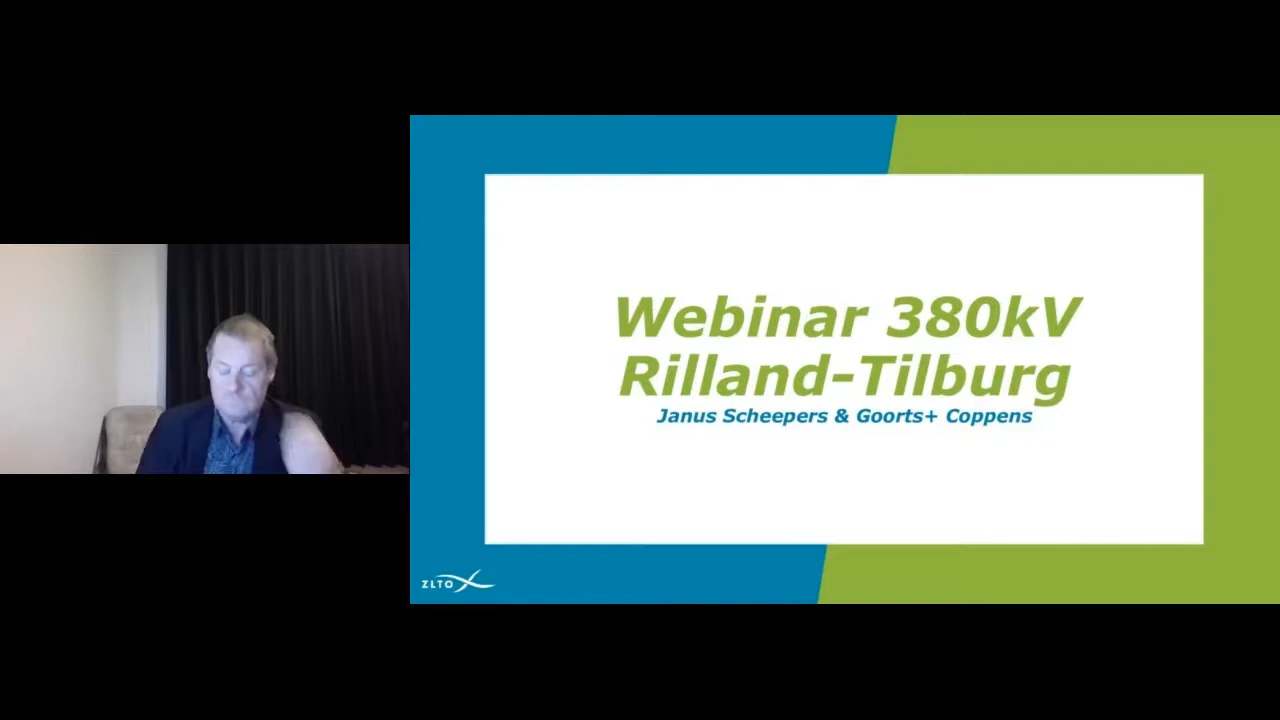 Webinar 380kV
Rilland-Tilburg
Janus Scheepers & Goorts+ Coppens
ZLTO